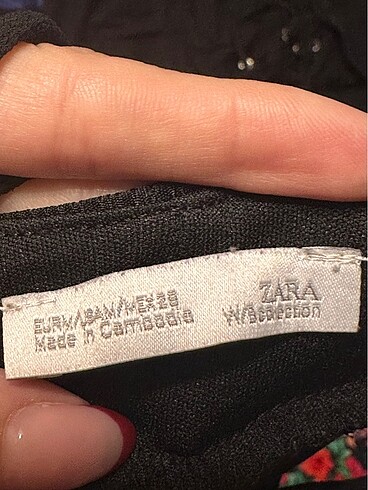 ZARA
EUR M/USA M/MEX 28
W/B collection
Made in Cambodia